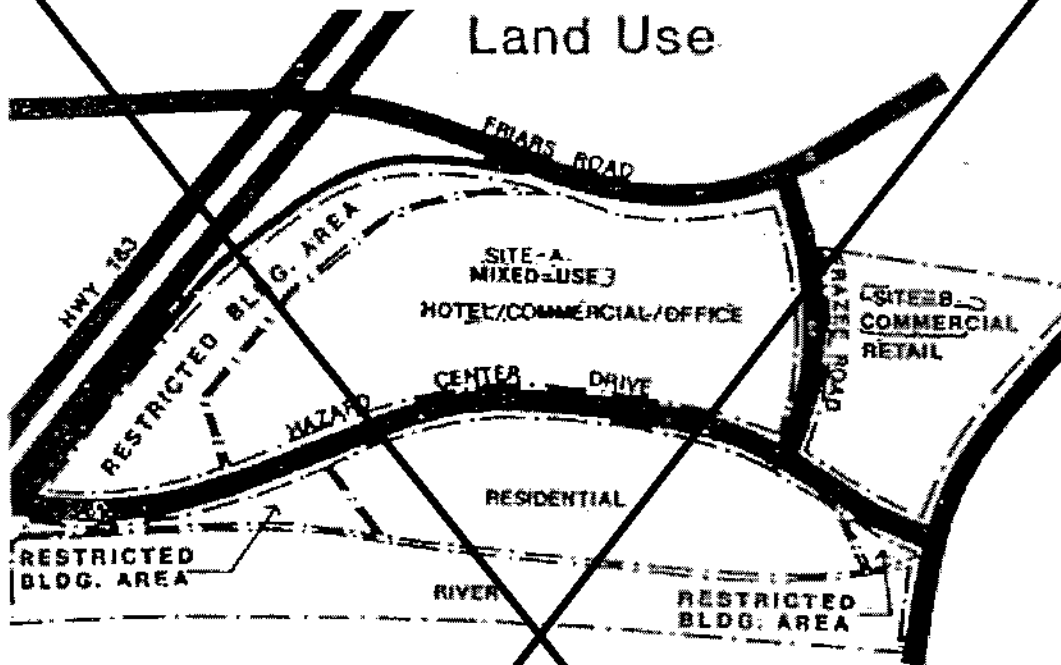 Land Use
FRIARS ROAD
HWY 163
RESTRICTED BLDG. AREA
SITE-A
MIXED-USE
HOTEL/COMMERCIAL/OFFICE
FRAZEE ROAD
SITE B
COMMERCIAL
RETAIL
HAZARD CENTER DRIVE
RESIDENTIAL
RESTRICTED
BLDG. AREA
RIVER
RESTRICTED
BLDG. AREA